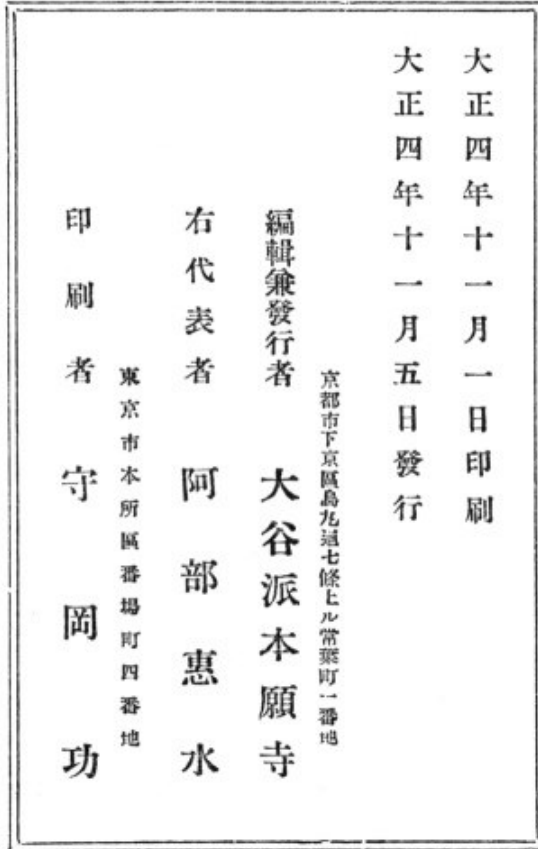 大正四年十一月一日印刷
大正四年十一月五日發行
京都市下京區烏丸通七條上ル常葉町一番地
編輯兼發行者 大谷派本願寺
右代表者 阿部惠水
東京市本所區番場町四番地
印刷者 守岡功